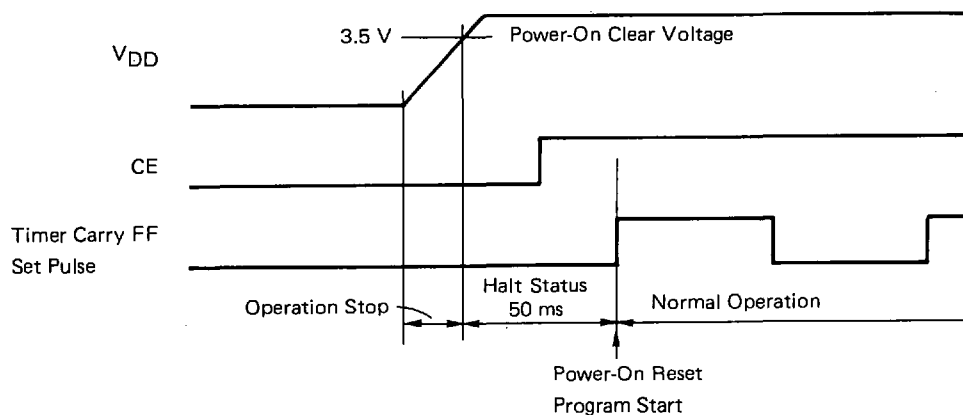 3.5 V
Power-On Clear Voltage
VDD
CE
Timer Carry FF
Set Pulse
Operation Stop
Halt Status
50 ms
Normal Operation
Power-On Reset
Program Start